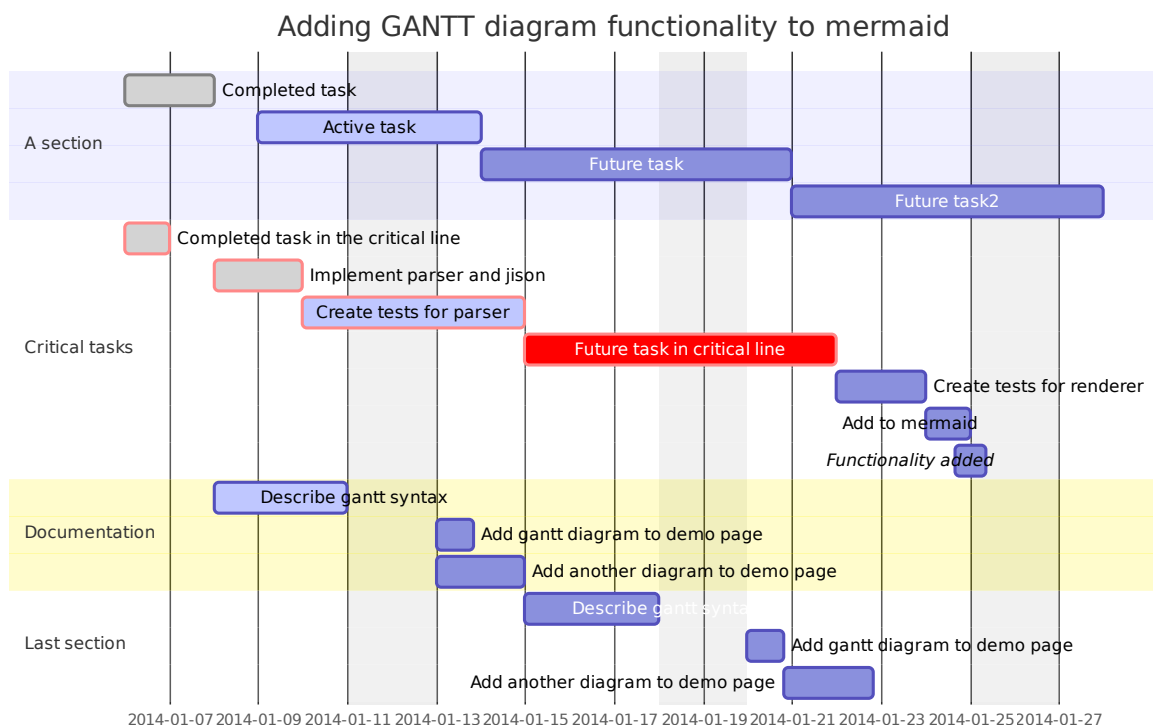 Adding GANTT diagram functionality to mermaid
Completed task
Active task
A section
Future task
Future task2
Completed task in the critical line
Implement parser and jison
Create tests for parser
Critical tasks
Future task in critical line
Create tests for renderer
Add to mermaid
Functionality added
Describe gantt syntax
Documentation
Add gantt diagram to demo page
Add another diagram to demo page
Describe gantt syntax
Last section
Add gantt diagram to demo page
Add another diagram to demo page
2014-01-07 2014-01-09 2014-01-11 2014-01-13 2014-01-15 2014-01-17 2014-01-19 2014-01-21 2014-01-23 2014-01-25 2014-01-27